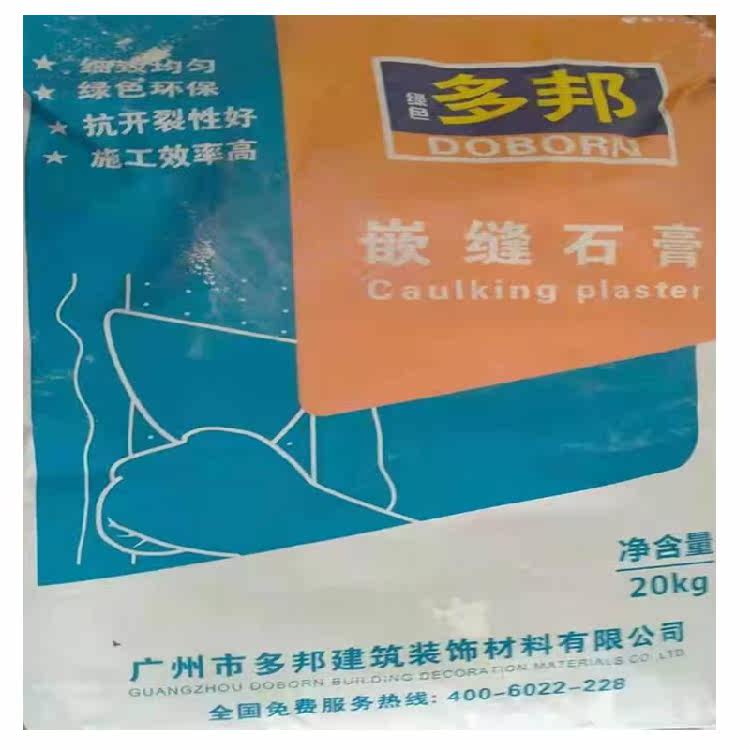 细致均匀
绿色环保
抗开裂性好
施工效率高
绿色
多邦
DOBORN
嵌缝石膏
Caulking plaster
净含量
20kg
广州市多邦建筑装饰材料有限公司
GUANGZHOU DOBORN BUILDING DECORATION MATERIALS CO.,LTD.
全国免费服务热线: 400-6022-228